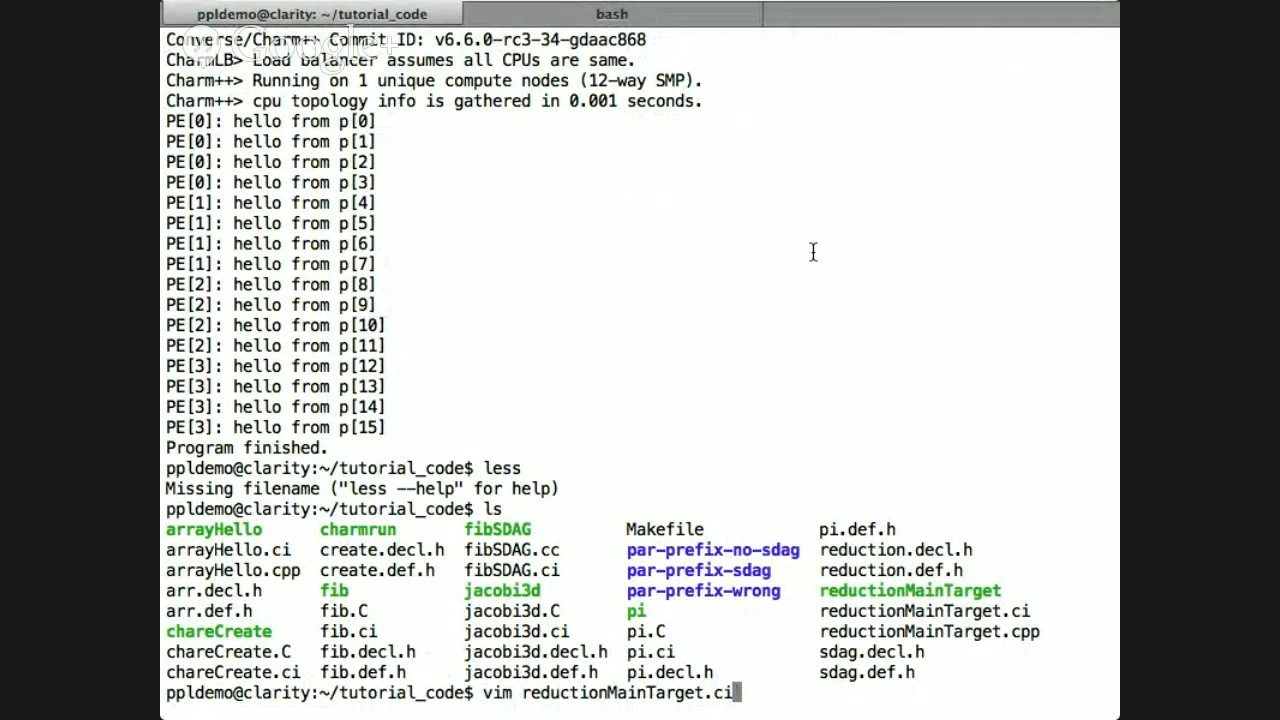 ppldemo@clarity: ~/tutorial_code bash
Google+
Converse/Charm++ Commit ID: v6.6.0-rc3-34-gdaac868
CharmLB> Load balancer assumes all CPUs are same.
Charm++> Running on 1 unique compute nodes (12-way SMP).
Charm++> cpu topology info is gathered in 0.001 seconds.
PE[0]: hello from p[0]
PE[0]: hello from p[1]
PE[0]: hello from p[2]
PE[0]: hello from p[3]
PE[1]: hello from p[4]
PE[1]: hello from p[5]
PE[1]: hello from p[6]
PE[1]: hello from p[7]
PE[2]: hello from p[8]
PE[2]: hello from p[9]
PE[2]: hello from p[10]
PE[2]: hello from p[11]
PE[3]: hello from p[12]
PE[3]: hello from p[13]
PE[3]: hello from p[14]
PE[3]: hello from p[15]
Program finished.
ppldemo@clarity:~/tutorial_code$ less
Missing filename ("less --help" for help)
ppldemo@clarity:~/tutorial_code$ ls
arrayHello charmrun fibSDAG Makefile pi.def.h
arrayHello.ci create.decl.h fibSDAG.cc par-prefix-no-sdag reduction.decl.h
arrayHello.cpp create.def.h fibSDAG.ci par-prefix-sdag reduction.def.h
arr.decl.h fib jacobi3d par-prefix-wrong reductionMainTarget
arr.def.h fib.C jacobi3d.C pi reductionMainTarget.ci
chareCreate fib.ci jacobi3d.ci pi.C reductionMainTarget.cpp
chareCreate.C fib.decl.h jacobi3d.decl.h pi.ci sdag.decl.h
chareCreate.ci fib.def.h jacobi3d.def.h pi.decl.h sdag.def.h
ppldemo@clarity:~/tutorial_code$ vim reductionMainTarget.ci